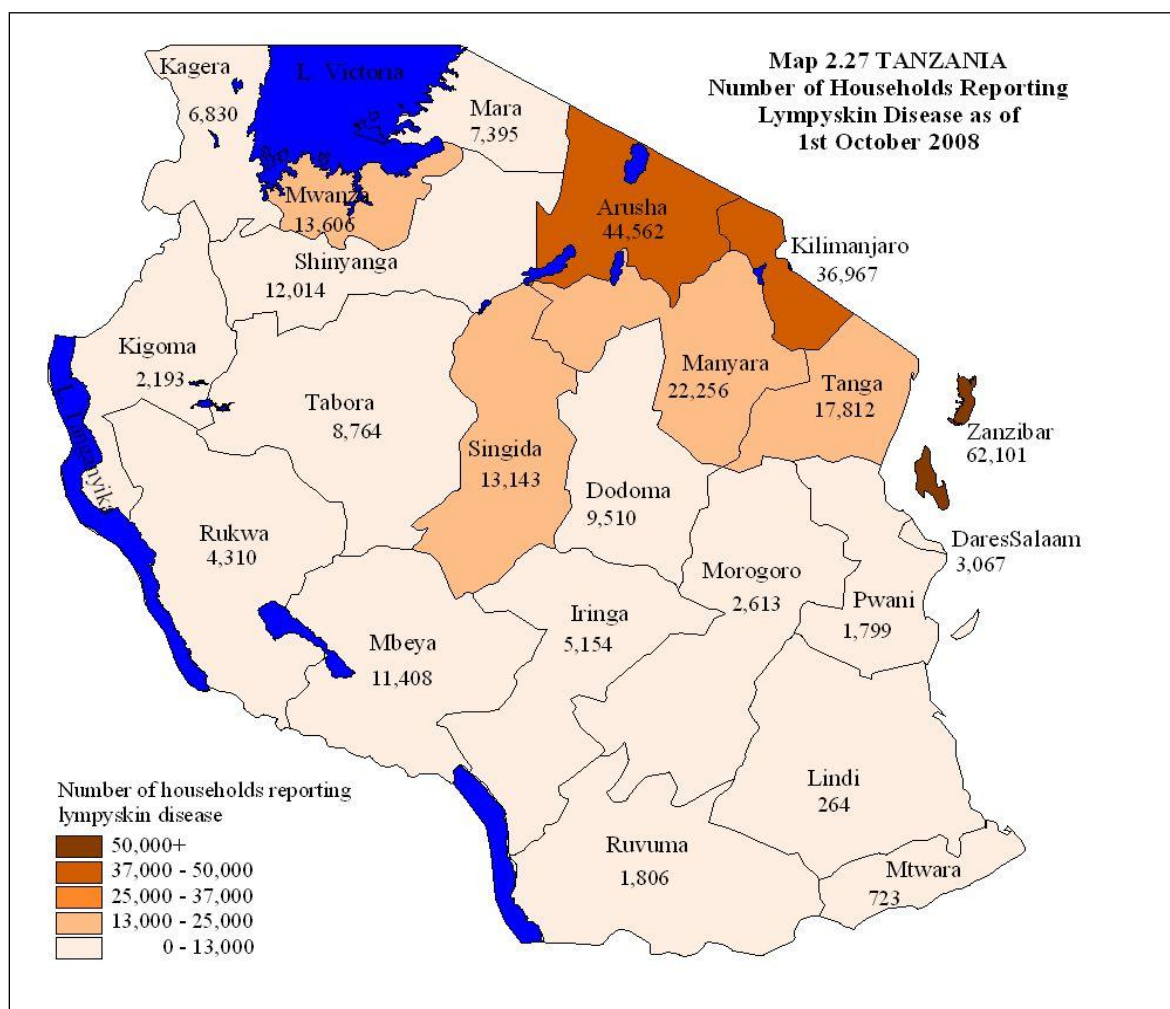 Map 2.27 TANZANIA
Number of Households Reporting
Lympyskin Disease as of
1st October 2008
Kagera
6,830
L. Victoria
Mara
7,395
Mwanza
13,606
Arusha
44,562
Kilimanjaro
36,967
Shinyanga
12,014
Kigoma
2,193
Tabora
8,764
Manyara
22,256
Tanga
17,812
Singida
13,143
Zanzibar
62,101
L. Tanganyika
Dodoma
9,510
Rukwa
4,310
DaresSalaam
3,067
Morogoro
2,613
Pwani
1,799
Iringa
5,154
Mbeya
11,408
Lindi
264
Ruvuma
1,806
Mtwara
723
Number of households reporting
lympyskin disease
50,000+
37,000 - 50,000
25,000 - 37,000
13,000 - 25,000
0 - 13,000